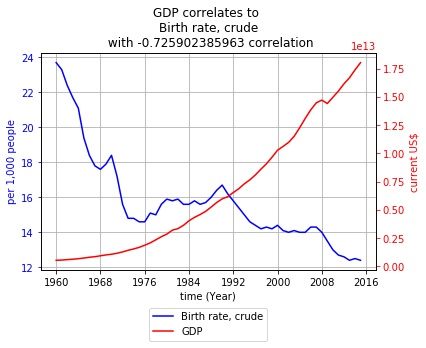 GDP correlates to
Birth rate, crude
with -0.725902385963 correlation
1e13
24
22
20
18
16
14
12
per 1,000 people
1.75
1.50
1.25
1.00
0.75
0.50
0.25
0.00
current US$
1960
1968
1976
1984
1992
2000
2008
2016
time (Year)
Birth rate, crude
GDP